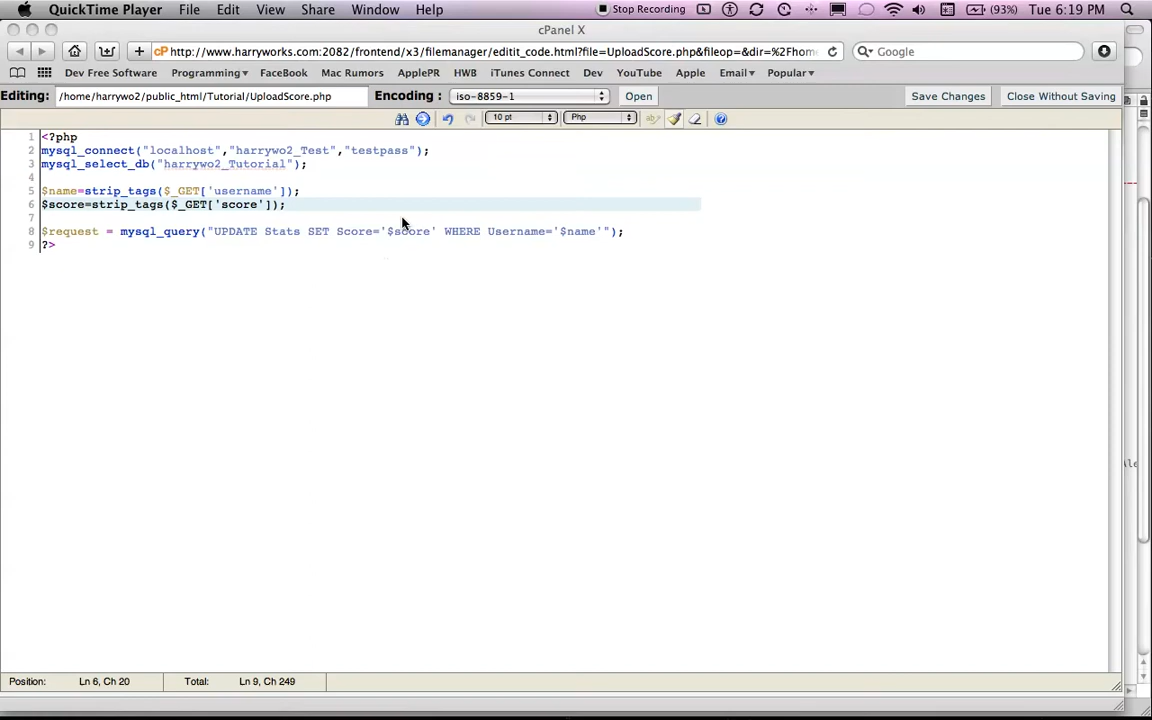 QuickTime Player File Edit View Share Window Help Stop Recording (93%) Tue 6:19 PM
cPanel X
cP http://www.harryworks.com:2082/frontend/x3/filemanager/editit_code.html?file=UploadScore.php&fileop=&dir=%2Fhom Google
Dev Free Software Programming FaceBook Mac Rumors ApplePR HWB iTunes Connect Dev YouTube Apple Email Popular
Editing: /home/harrywo2/public_html/Tutorial/UploadScore.php Encoding : iso-8859-1 Open Save Changes Close Without Saving
10 pt Php
1 <?php
2 mysql_connect("localhost","harrywo2_Test","testpass");
3 mysql_select_db("harrywo2_Tutorial");
4
5 $name=strip_tags($_GET['username']);
6 $score=strip_tags($_GET['score']);
7
8 $request = mysql_query("UPDATE Stats SET Score='$score' WHERE Username='$name'");
9 ?>
Position: Ln 6, Ch 20 Total: Ln 9, Ch 249